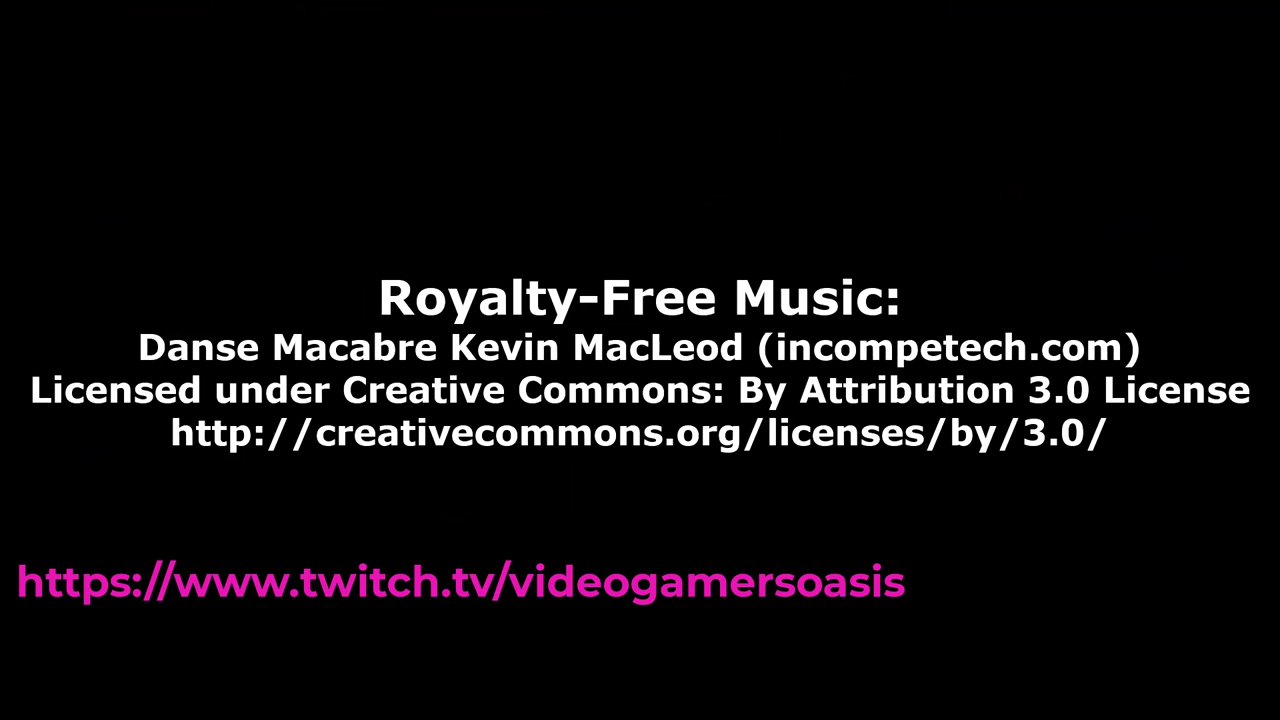 Royalty-Free Music:
Danse Macabre Kevin MacLeod (incompetech.com)
Licensed under Creative Commons: By Attribution 3.0 License
http://creativecommons.org/licenses/by/3.0/
https://www.twitch.tv/videogamersoasis